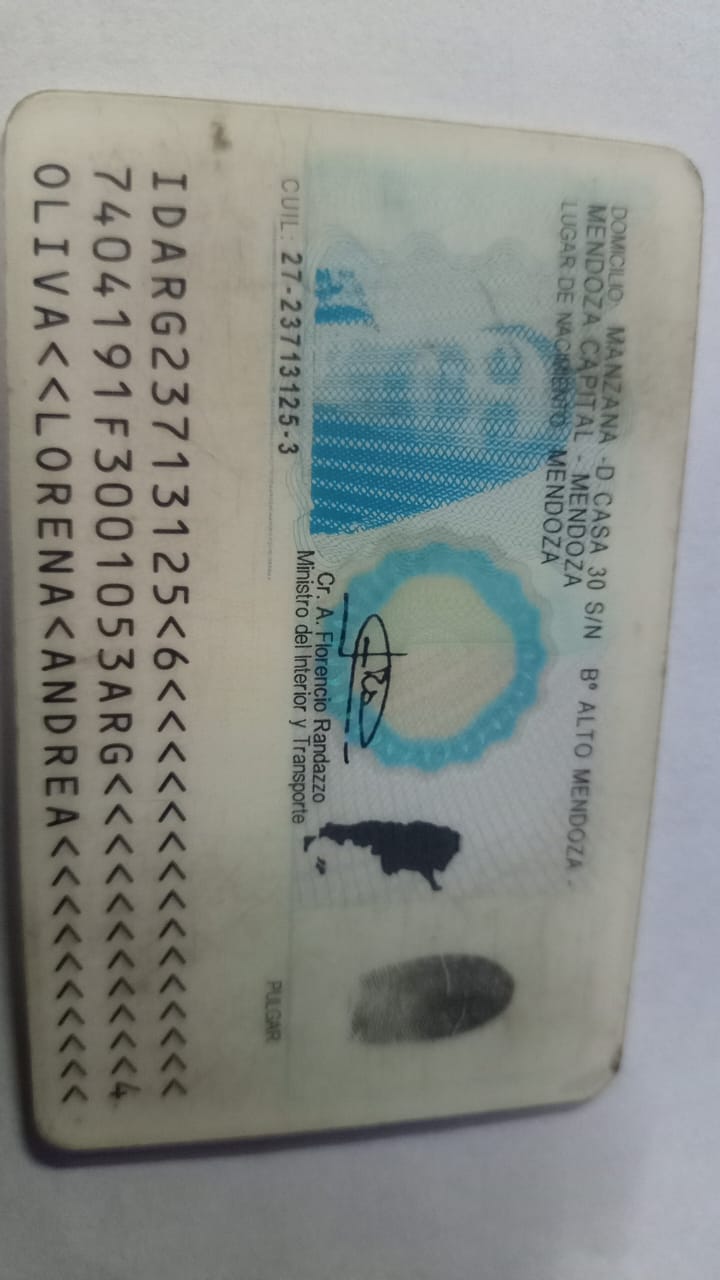 DOMICILIO: MANZANA -D CASA 30 S/N Bº ALTO MENDOZA -
MENDOZA CAPITAL - MENDOZA
LUGAR DE NACIMIENTO: MENDOZA
CUIL: 27-23713125-3
Cr. A. Florencio Randazzo
Ministro del Interior y Transporte
PULGAR
IDARG23713125<6<<<<<<<<<<<<<<<
7404191F3001053ARG<<<<<<<<<<<4
OLIVA<<LORENA<ANDREA<<<<<<<<<<